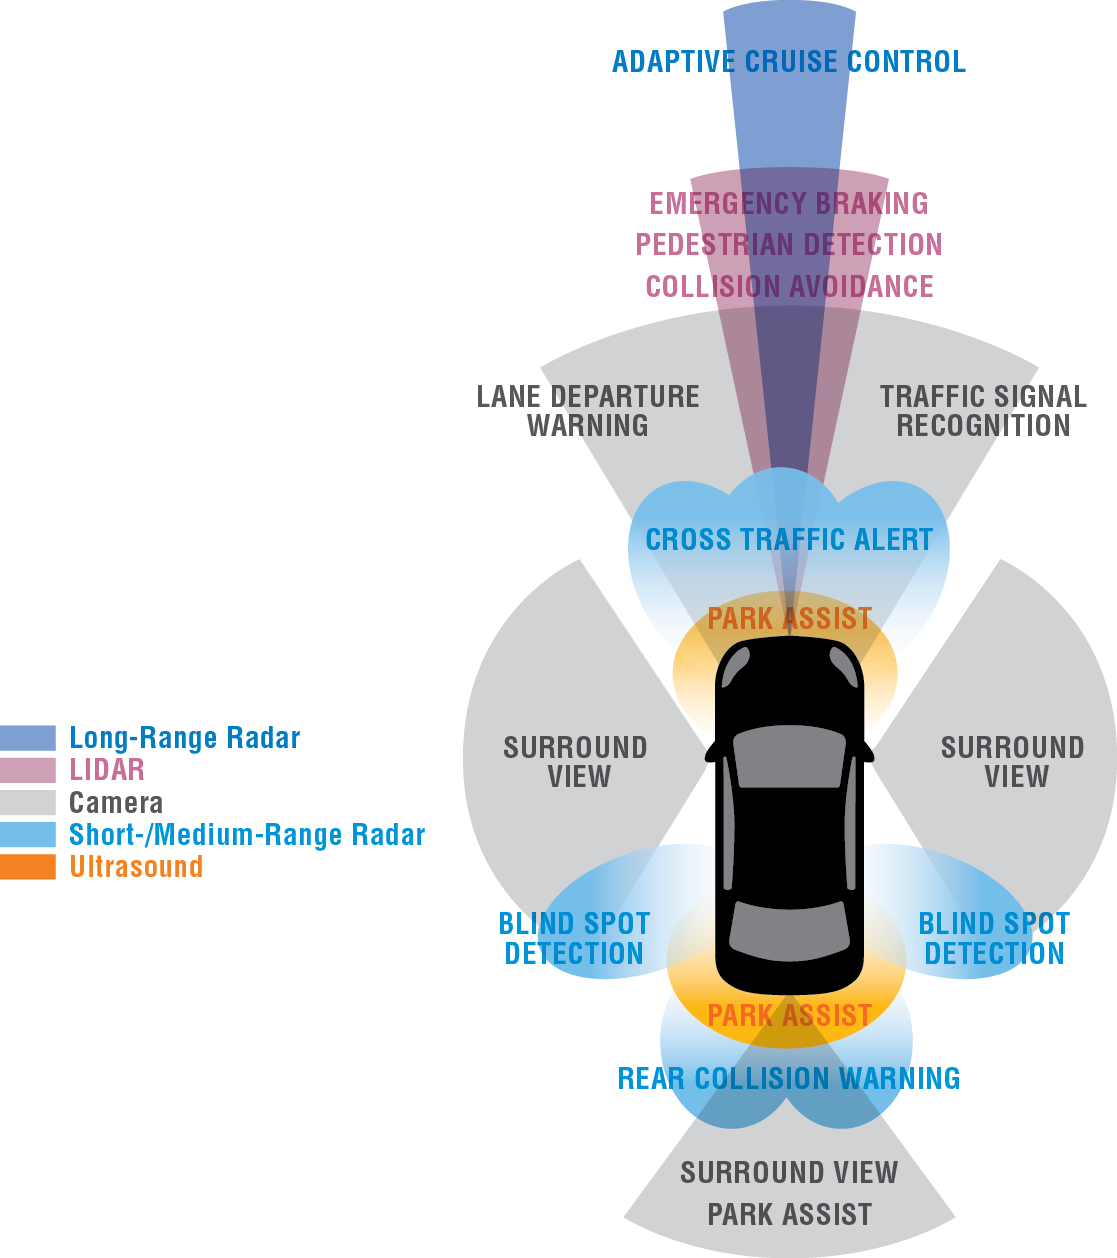 ADAPTIVE CRUISE CONTROL
EMERGENCY BRAKING
PEDESTRIAN DETECTION
COLLISION AVOIDANCE
LANE DEPARTURE
WARNING
TRAFFIC SIGNAL
RECOGNITION
CROSS TRAFFIC ALERT
PARK ASSIST
SURROUND
VIEW
SURROUND
VIEW
Long-Range Radar
LIDAR
Camera
Short-/Medium-Range Radar
Ultrasound
BLIND SPOT
DETECTION
BLIND SPOT
DETECTION
PARK ASSIST
REAR COLLISION WARNING
SURROUND VIEW
PARK ASSIST